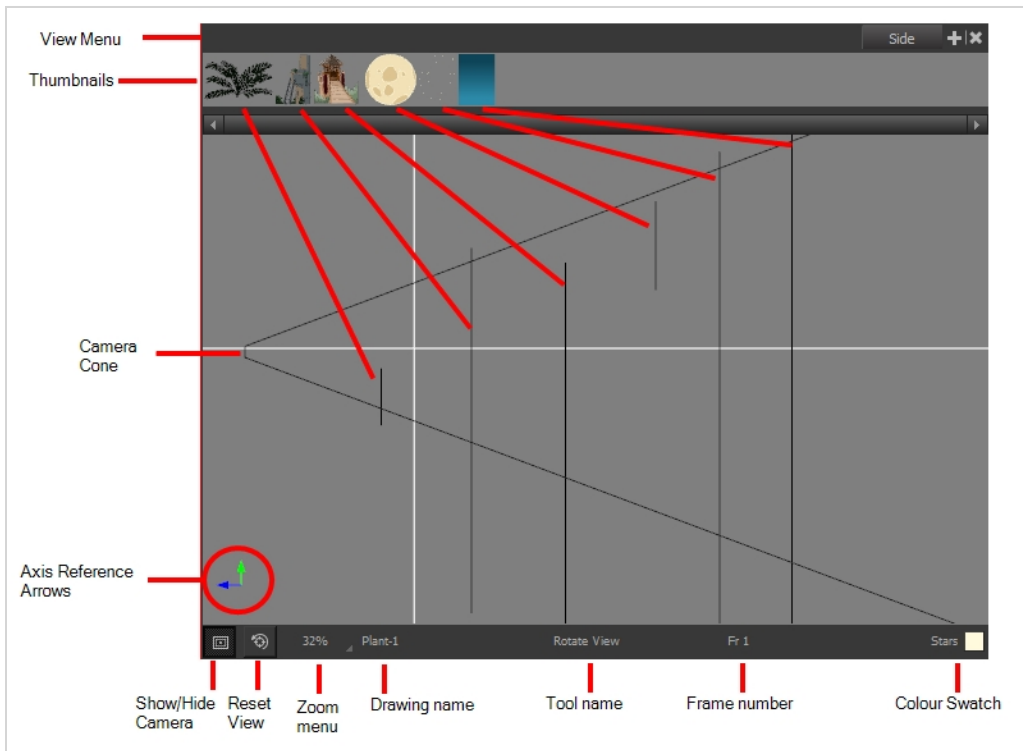 View Menu
Side
Thumbnails
Camera
Cone
Axis Reference
Arrows
32%
Plant-1
Rotate View
Fr 1
Stars
Show/Hide
Camera
Reset
View
Zoom
menu
Drawing name
Tool name
Frame number
Colour Swatch